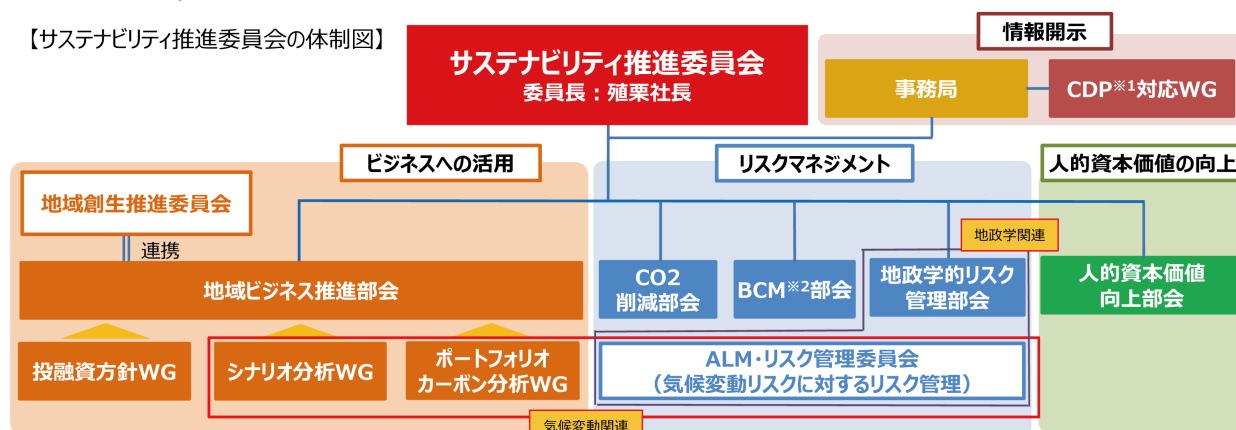 【サステナビリティ推進委員会の体制図】
サステナビリティ推進委員会
委員長：殖栗社長
情報開示
事務局
CDP※1対応WG
ビジネスへの活用
リスクマネジメント
人的資本価値の向上
地域創生推進委員会
連携
地政学関連
地域ビジネス推進部会
CO2
削減部会
BCM※2部会
地政学的リスク
管理部会
人的資本価値
向上部会
投融資方針WG
シナリオ分析WG
ポートフォリオ
カーボン分析WG
ALM・リスク管理委員会
（気候変動リスクに対するリスク管理）
気候変動関連